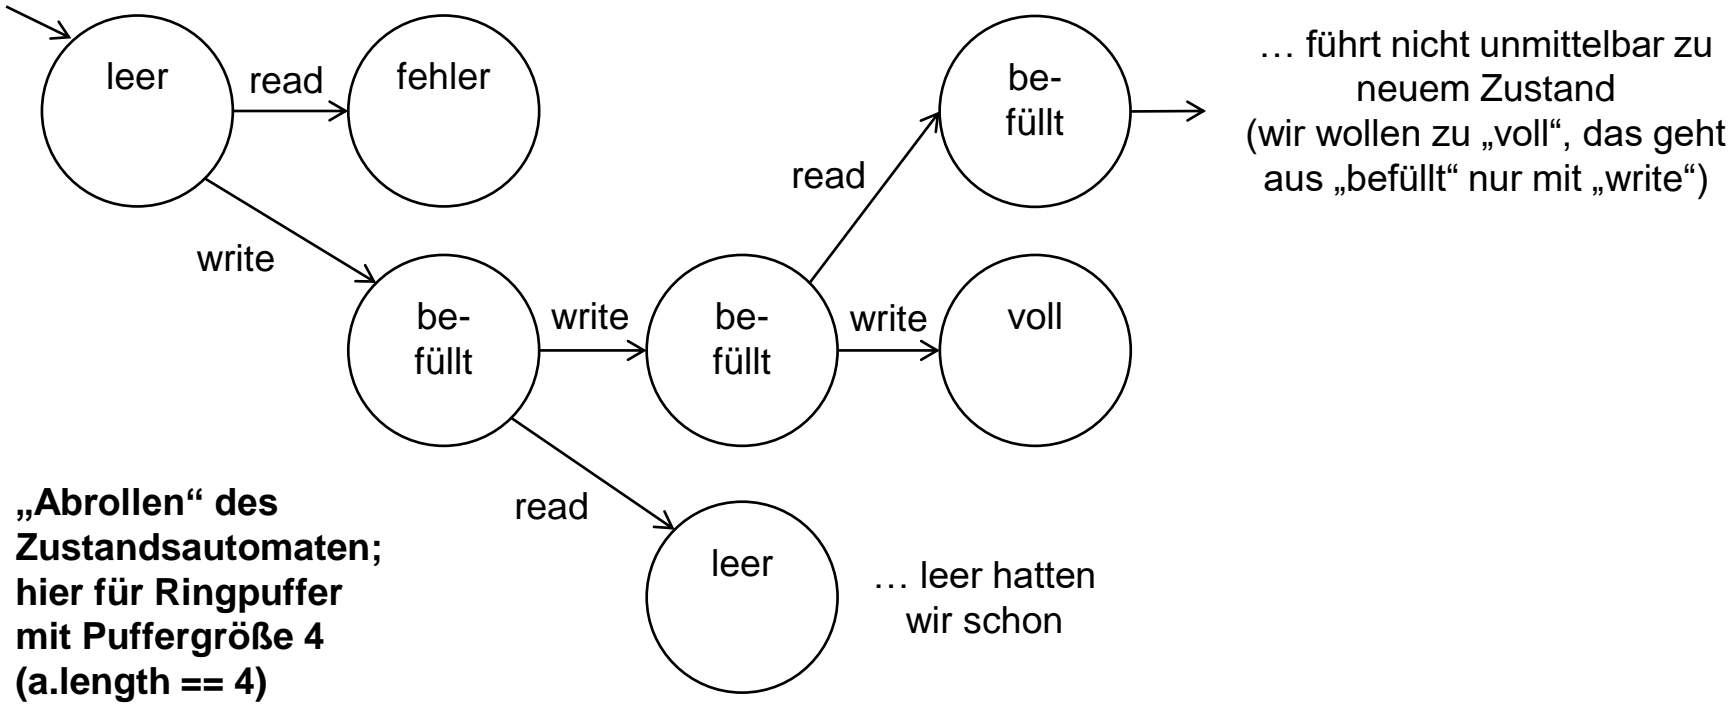 leer
read
fehler
be-
füllt
… führt nicht unmittelbar zu
neuem Zustand
(wir wollen zu „voll“, das geht
aus „befüllt“ nur mit „write“)
read
write
be-
füllt
write
be-
füllt
write
voll
read
leer
… leer hatten
wir schon
„Abrollen“ des
Zustandsautomaten;
hier für Ringpuffer
mit Puffergröße 4
(a.length == 4)